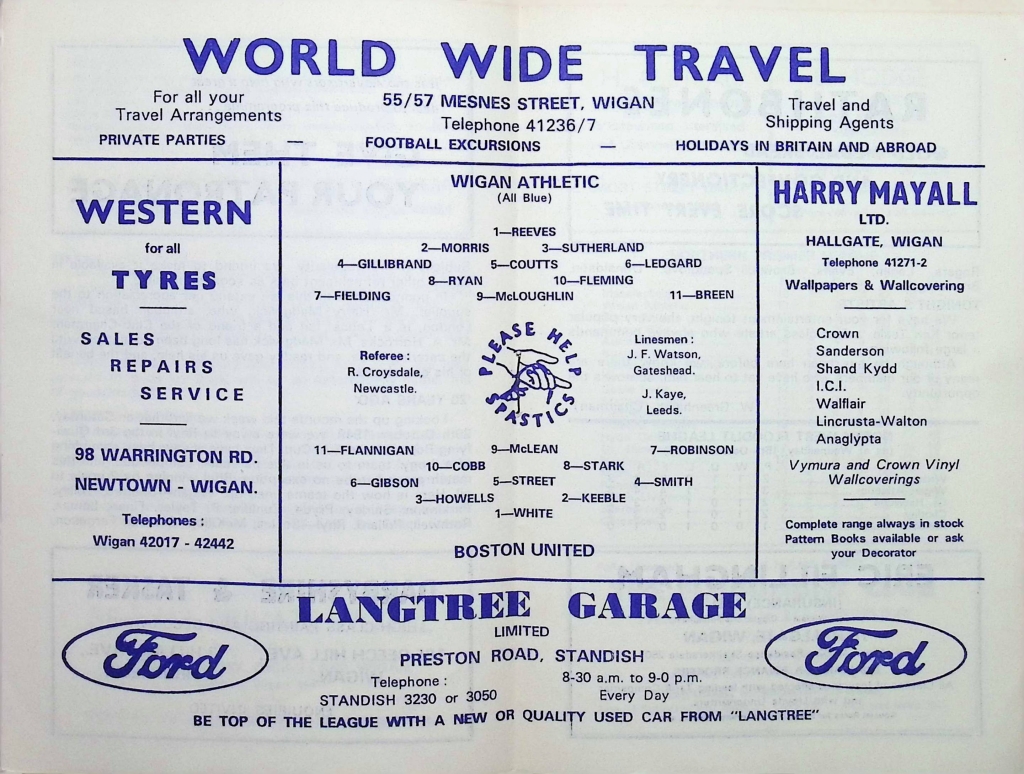 WORLD WIDE TRAVEL
For all your
Travel Arrangements
PRIVATE PARTIES
55/57 MESNES STREET, WIGAN
Telephone 41236/7
FOOTBALL EXCURSIONS — HOLIDAYS IN BRITAIN AND ABROAD
Travel and
Shipping Agents
WESTERN
for all
TYRES
SALES
REPAIRS
SERVICE
98 WARRINGTON RD.
NEWTOWN - WIGAN.
Telephones :
Wigan 42017 - 42442
WIGAN ATHLETIC
(All Blue)
1—REEVES
2—MORRIS 3—SUTHERLAND
4—GILLIBRAND 5—COUTTS 6—LEDGARD
8—RYAN 10—FLEMING
7—FIELDING 9—McLOUGHLIN 11—BREEN
Referee :
R. Croysdale,
Newcastle.
PLEASE HELP
SPASTICS
Linesmen :
J. F. Watson,
Gateshead.
J. Kaye,
Leeds.
11—FLANNIGAN 9—McLEAN 7—ROBINSON
10—COBB 8—STARK
6—GIBSON 5—STREET 4—SMITH
3—HOWELLS 2—KEEBLE
1—WHITE
BOSTON UNITED
HARRY MAYALL
LTD.
HALLGATE, WIGAN
Telephone 41271-2
Wallpapers & Wallcovering
Crown
Sanderson
Shand Kydd
I.C.I.
Walflair
Lincrusta-Walton
Anaglypta
Vymura and Crown Vinyl
Wallcoverings
Complete range always in stock
Pattern Books available or ask
your Decorator
LANGTREE GARAGE
LIMITED
PRESTON ROAD, STANDISH
Telephone :
STANDISH 3230 or 3050
8-30 a.m. to 9-0 p.m.
Every Day
BE TOP OF THE LEAGUE WITH A NEW OR QUALITY USED CAR FROM "LANGTREE"
Ford
Ford